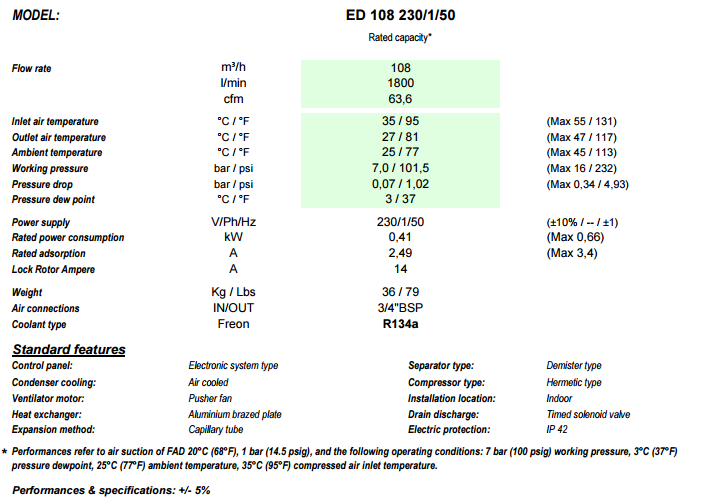 MODEL: ED 108 230/1/50
Rated capacity*
Flow rate m³/h 108
l/min 1800
cfm 63,6
Inlet air temperature °C / °F 35 / 95 (Max 55 / 131)
Outlet air temperature °C / °F 27 / 81 (Max 47 / 117)
Ambient temperature °C / °F 25 / 77 (Max 45 / 113)
Working pressure bar / psi 7,0 / 101,5 (Max 16 / 232)
Pressure drop bar / psi 0,07 / 1,02 (Max 0,34 / 4,93)
Pressure dew point °C / °F 3 / 37
Power supply V/Ph/Hz 230/1/50 (±10% / -- / ±1)
Rated power consumption kW 0,41 (Max 0,66)
Rated adsorption A 2,49 (Max 3,4)
Lock Rotor Ampere A 14
Weight Kg / Lbs 36 / 79
Air connections IN/OUT 3/4"BSP
Coolant type Freon R134a
Standard features
Control panel: Electronic system type Separator type: Demister type
Condenser cooling: Air cooled Compressor type: Hermetic type
Ventilator motor: Pusher fan Installation location: Indoor
Heat exchanger: Aluminium brazed plate Drain discharge: Timed solenoid valve
Expansion method: Capillary tube Electric protection: IP 42
* Performances refer to air suction of FAD 20°C (68°F), 1 bar (14.5 psig), and the following operating conditions: 7 bar (100 psig) working pressure, 3°C (37°F)
pressure dewpoint, 25°C (77°F) ambient temperature, 35°C (95°F) compressed air inlet temperature.
Performances & specifications: +/- 5%